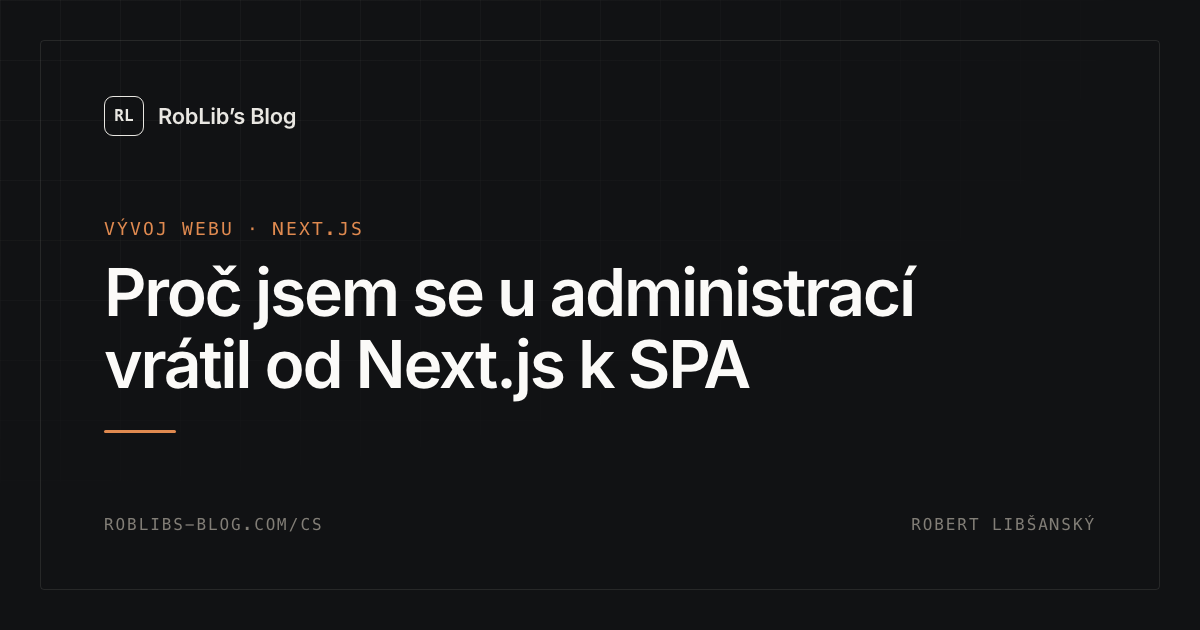 RL RobLib’s Blog
VÝVOJ WEBU · NEXT.JS
Proč jsem se u administrací
vrátil od Next.js k SPA
ROBLIBS-BLOG.COM/CS ROBERT LIBŠANSKÝ